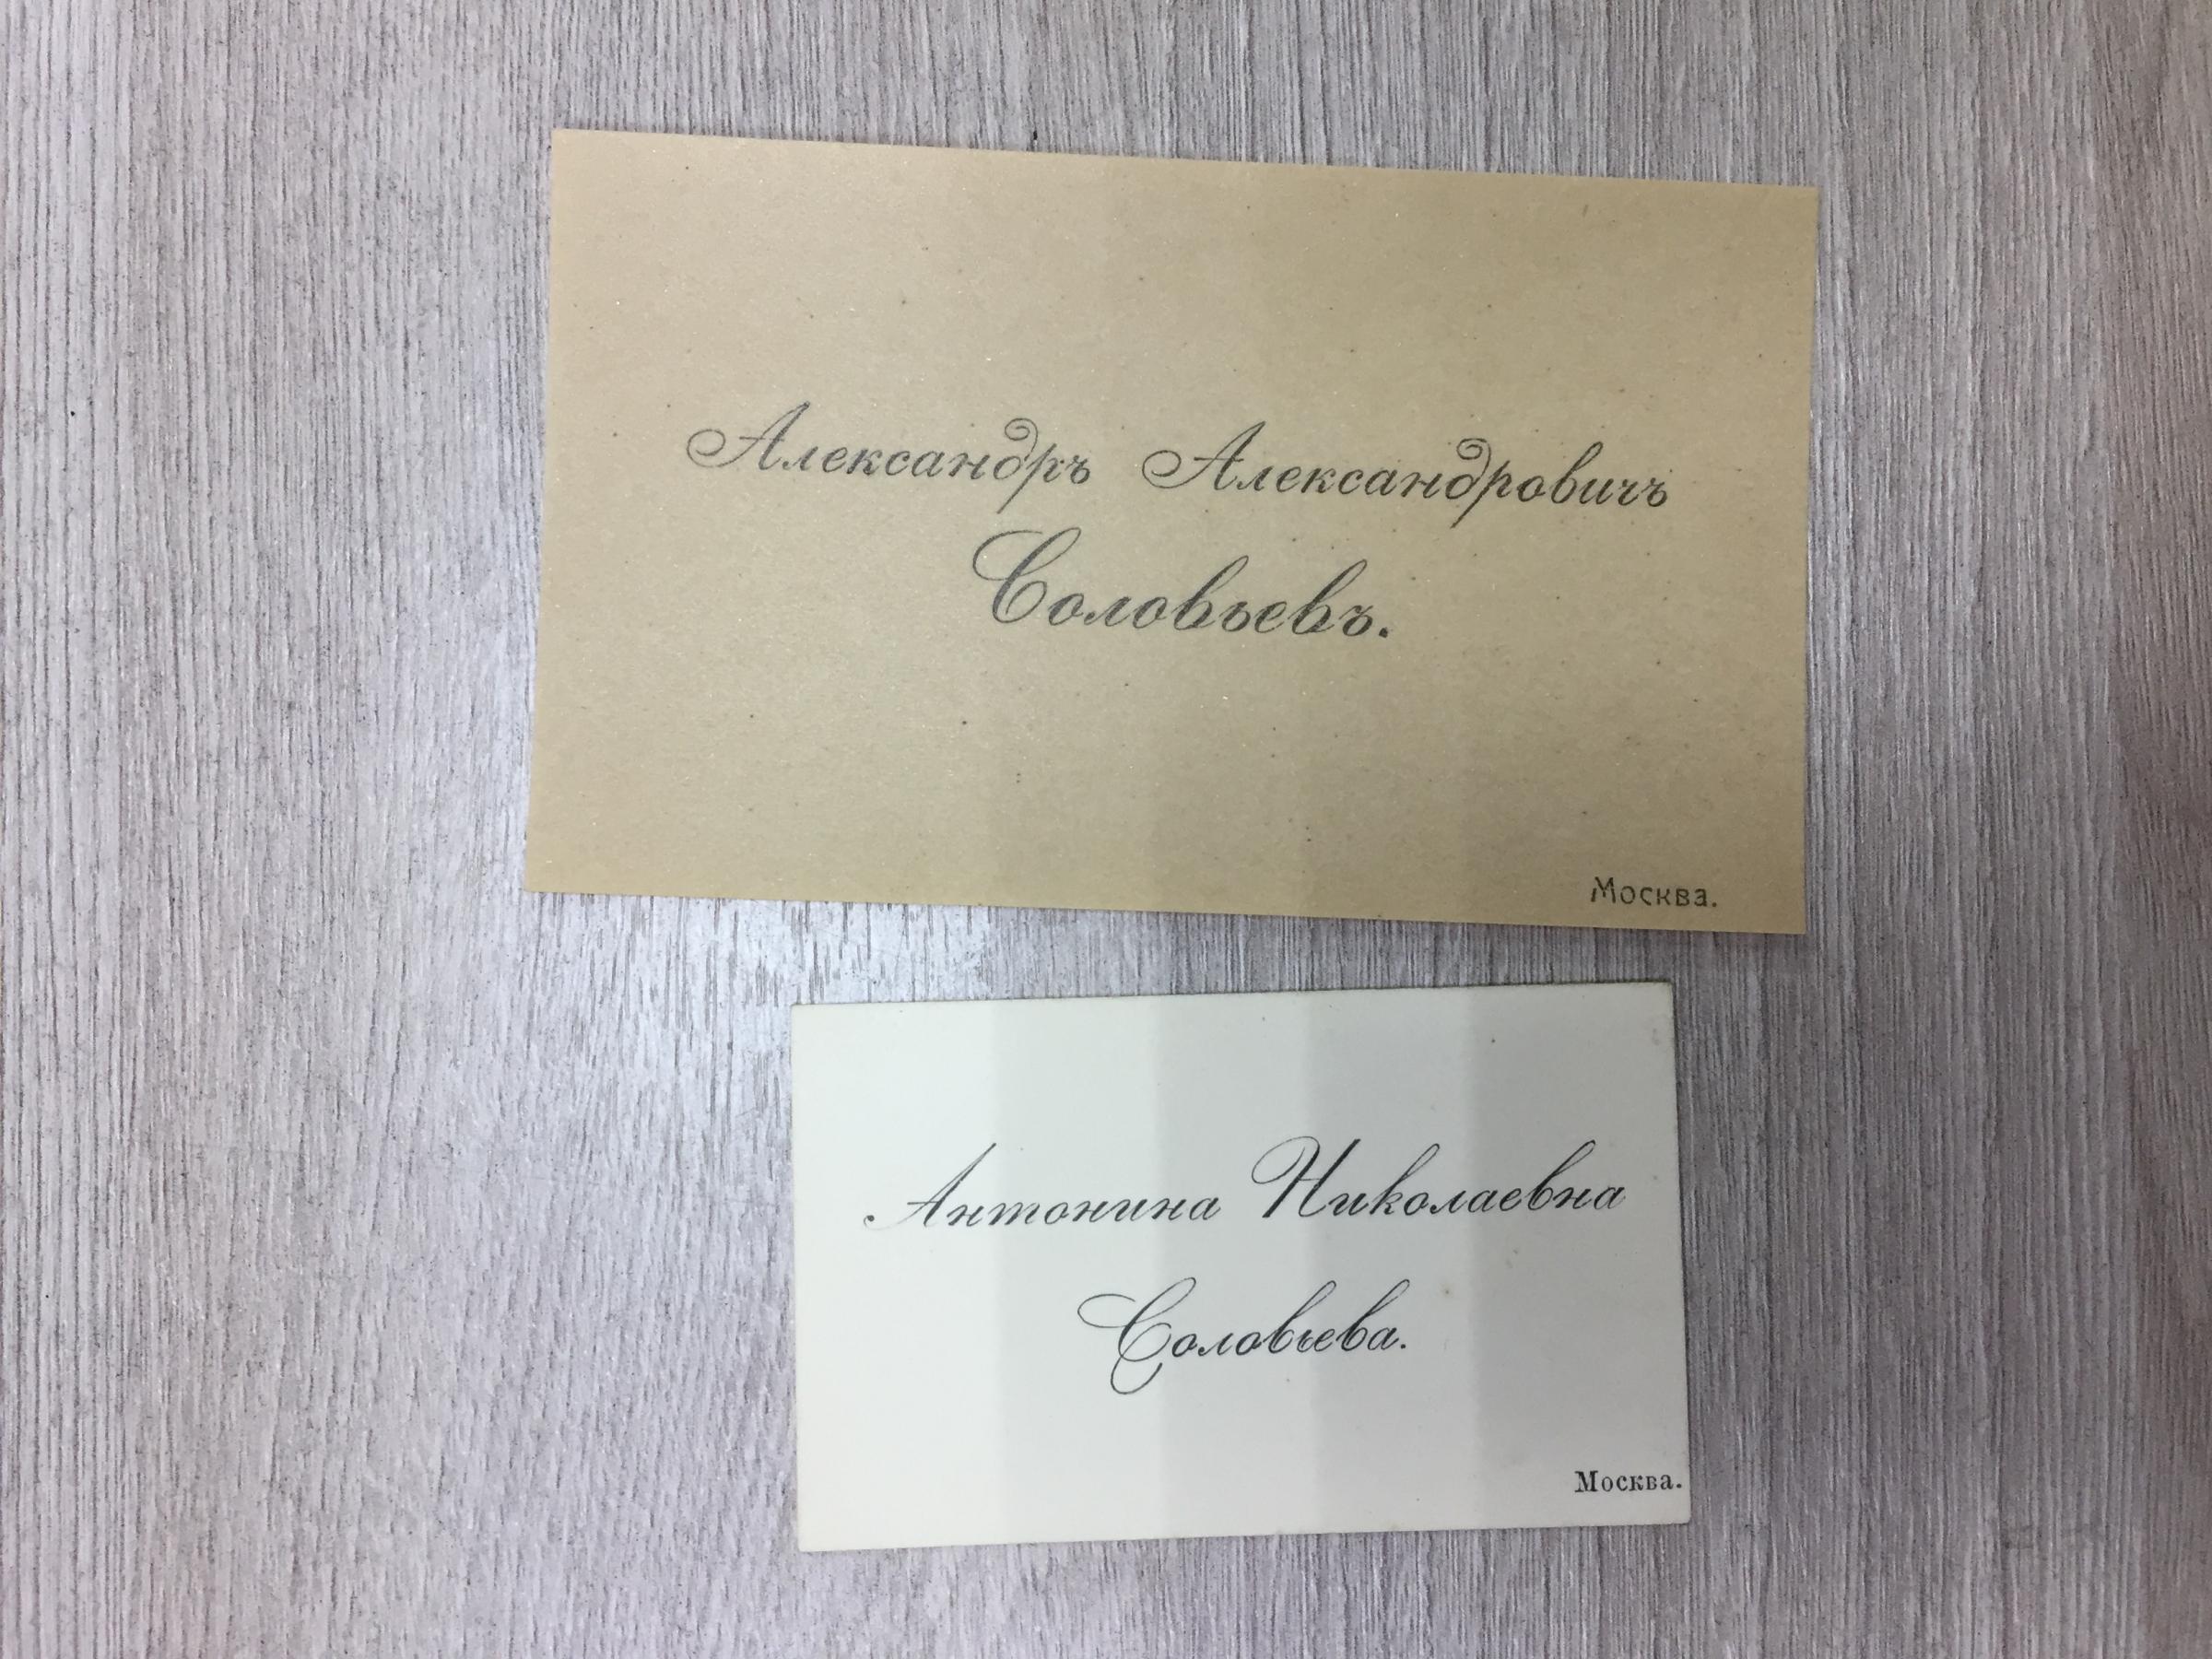 Александръ Александровичъ
Соловьевъ.
Москва.
Антонина Николаевна
Соловьева.
Москва.